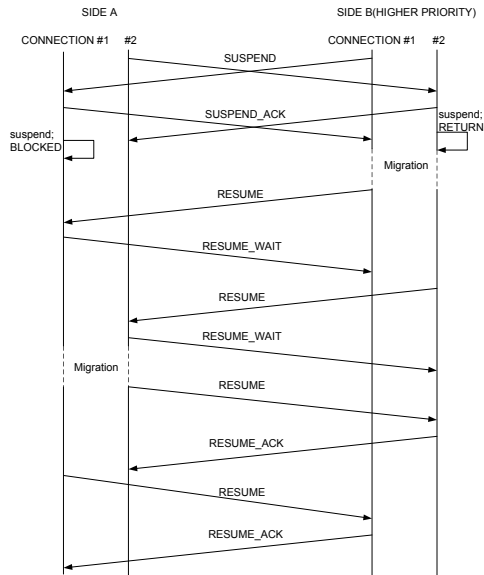 SIDE A
SIDE B(HIGHER PRIORITY)
CONNECTION #1
#2
CONNECTION #1
#2
SUSPEND
SUSPEND_ACK
suspend;
BLOCKED
suspend;
RETURN
Migration
RESUME
RESUME_WAIT
RESUME
RESUME_WAIT
Migration
RESUME
RESUME_ACK
RESUME
RESUME_ACK